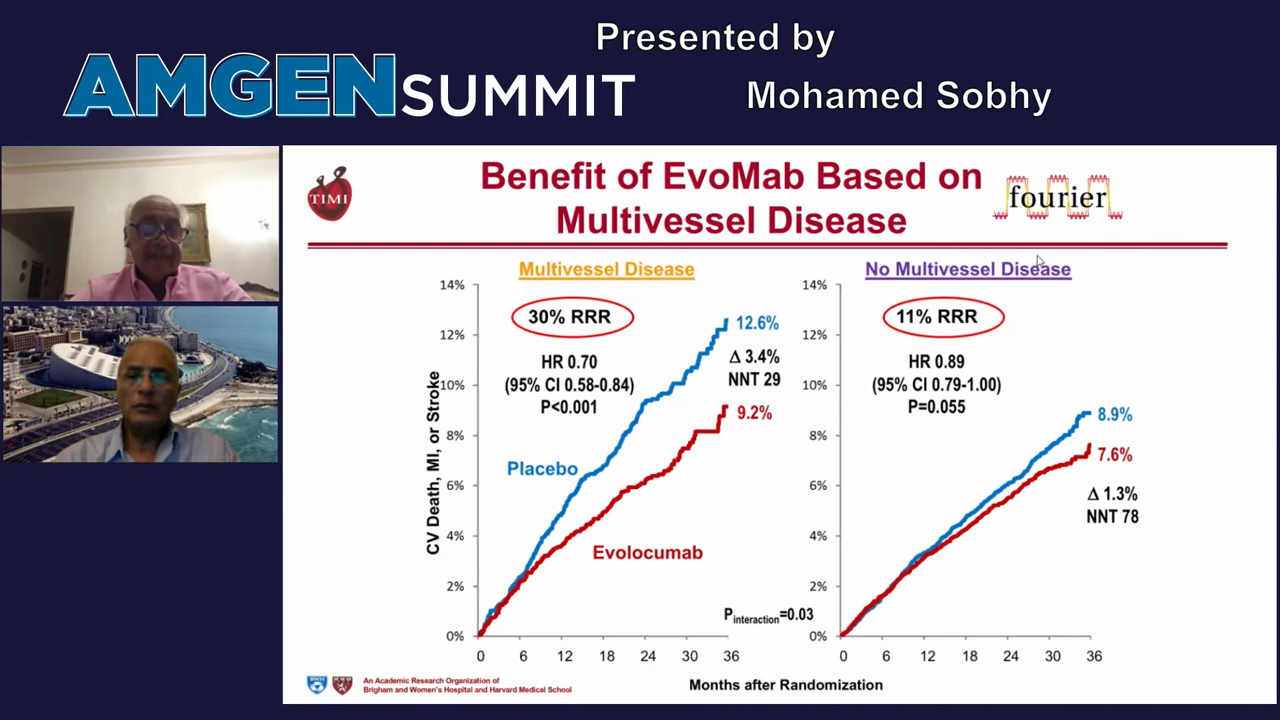 Presented by
Mohamed Sobhy
AMGEN SUMMIT
TIMI
Benefit of EvoMab Based on
Multivessel Disease
fourier
Multivessel Disease
14%
12%
10%
8%
6%
4%
2%
0%
CV Death, MI, or Stroke
30% RRR
HR 0.70
(95% CI 0.58-0.84)
P<0.001
12.6%
Δ 3.4%
NNT 29
9.2%
Placebo
Evolocumab
0 6 12 18 24 30 36
Pinteraction=0.03
No Multivessel Disease
14%
12%
10%
8%
6%
4%
2%
0%
11% RRR
HR 0.89
(95% CI 0.79-1.00)
P=0.055
8.9%
7.6%
Δ 1.3%
NNT 78
0 6 12 18 24 30 36
Months after Randomization
An Academic Research Organization of
Brigham and Women's Hospital and Harvard Medical School